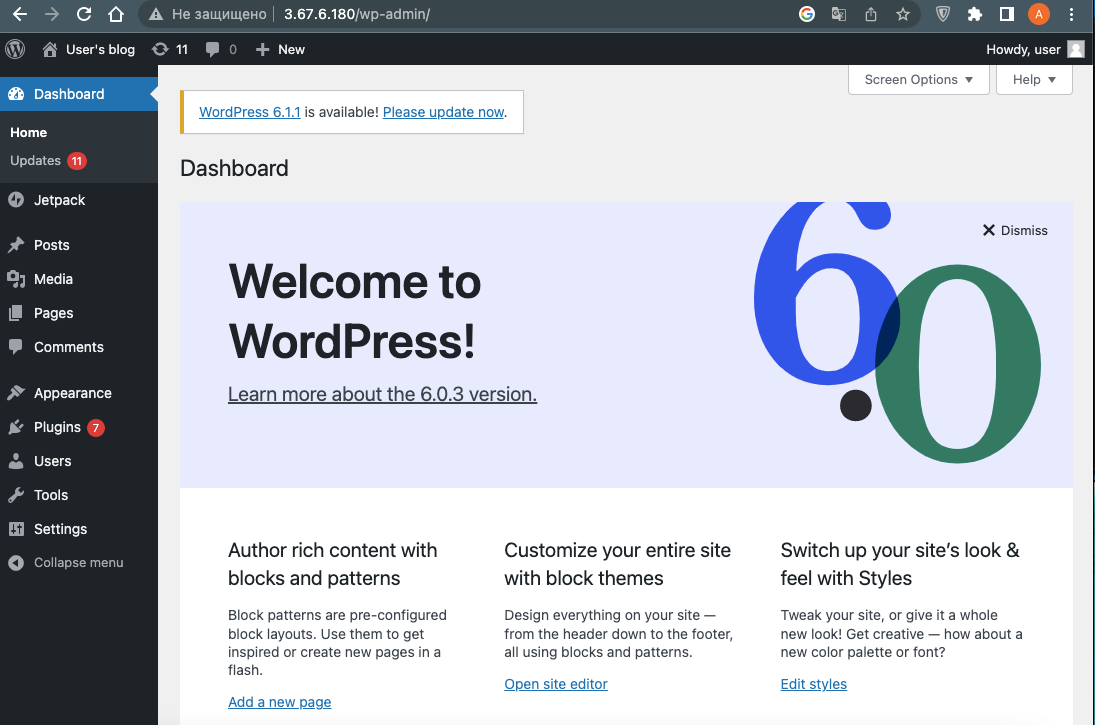 Не защищено 3.67.6.180/wp-admin/
A
User's blog 11 0 New Howdy, user
Dashboard
Home
Updates 11
Jetpack
Posts
Media
Pages
Comments
Appearance
Plugins 7
Users
Tools
Settings
Collapse menu
Screen Options Help
WordPress 6.1.1 is available! Please update now.
Dashboard
Dismiss
6.0
Welcome to
WordPress!
Learn more about the 6.0.3 version.
Author rich content with
blocks and patterns
Block patterns are pre-configured
block layouts. Use them to get
inspired or create new pages in a
flash.
Add a new page
Customize your entire site
with block themes
Design everything on your site —
from the header down to the footer,
all using blocks and patterns.
Open site editor
Switch up your site’s look &
feel with Styles
Tweak your site, or give it a whole
new look! Get creative — how about a
new color palette or font?
Edit styles